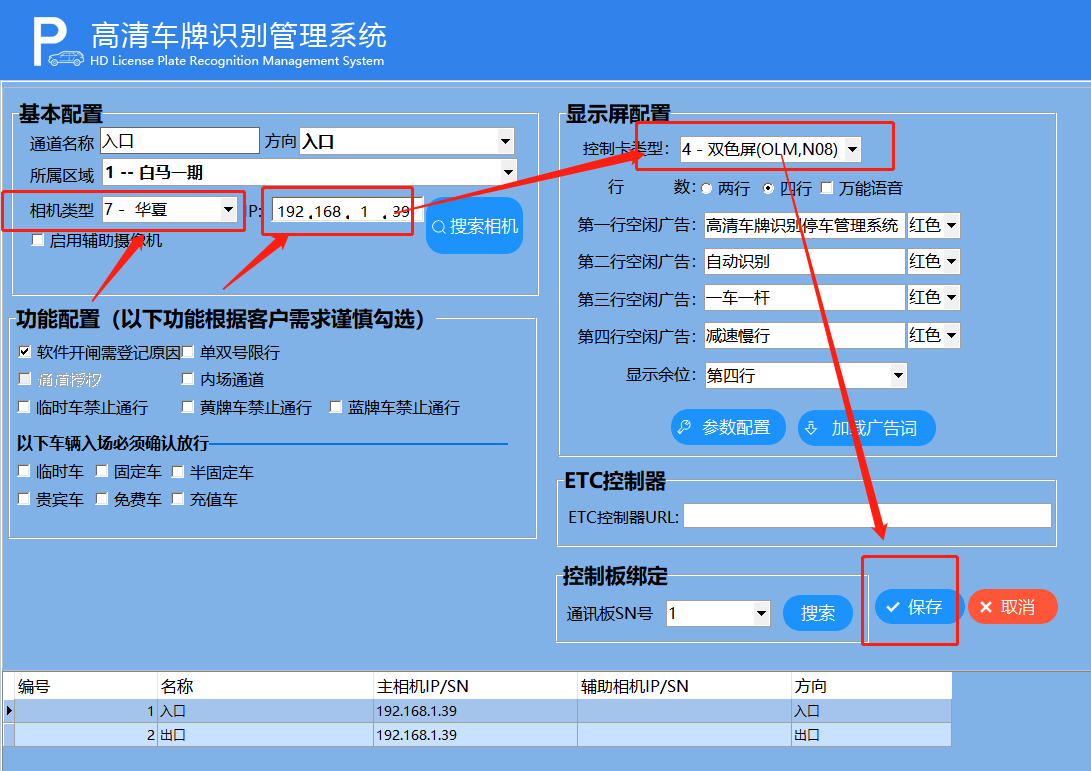 高清车牌识别管理系统
HD License Plate Recognition Management System
基本配置
通道名称 入口 方向 入口
所属区域 1 -- 白马一期
相机类型 7 - 华夏 IP: 192 .168 . 1 .39 搜索相机
启用辅助摄像机
功能配置（以下功能根据客户需求谨慎勾选）
软件开闸需登记原因 单双号限行
通道授权 内场通道
临时车禁止通行 黄牌车禁止通行 蓝牌车禁止通行
以下车辆入场必须确认放行
临时车 固定车 半固定车
贵宾车 免费车 充值车
显示屏配置
控制卡类型: 4 - 双色屏(OLM,N08)
行 数: 两行 四行 万能语音
第一行空闲广告: 高清车牌识别停车管理系统 红色
第二行空闲广告: 自动识别 红色
第三行空闲广告: 一车一杆 红色
第四行空闲广告: 减速慢行 红色
显示余位: 第四行
参数配置 加载广告词
ETC控制器
ETC控制器URL:
控制板绑定
通讯板SN号 1 搜索 保存 取消
编号 名称 主相机IP/SN 辅助相机IP/SN 方向
1 入口 192.168.1.39 入口
2 出口 192.168.1.39 出口